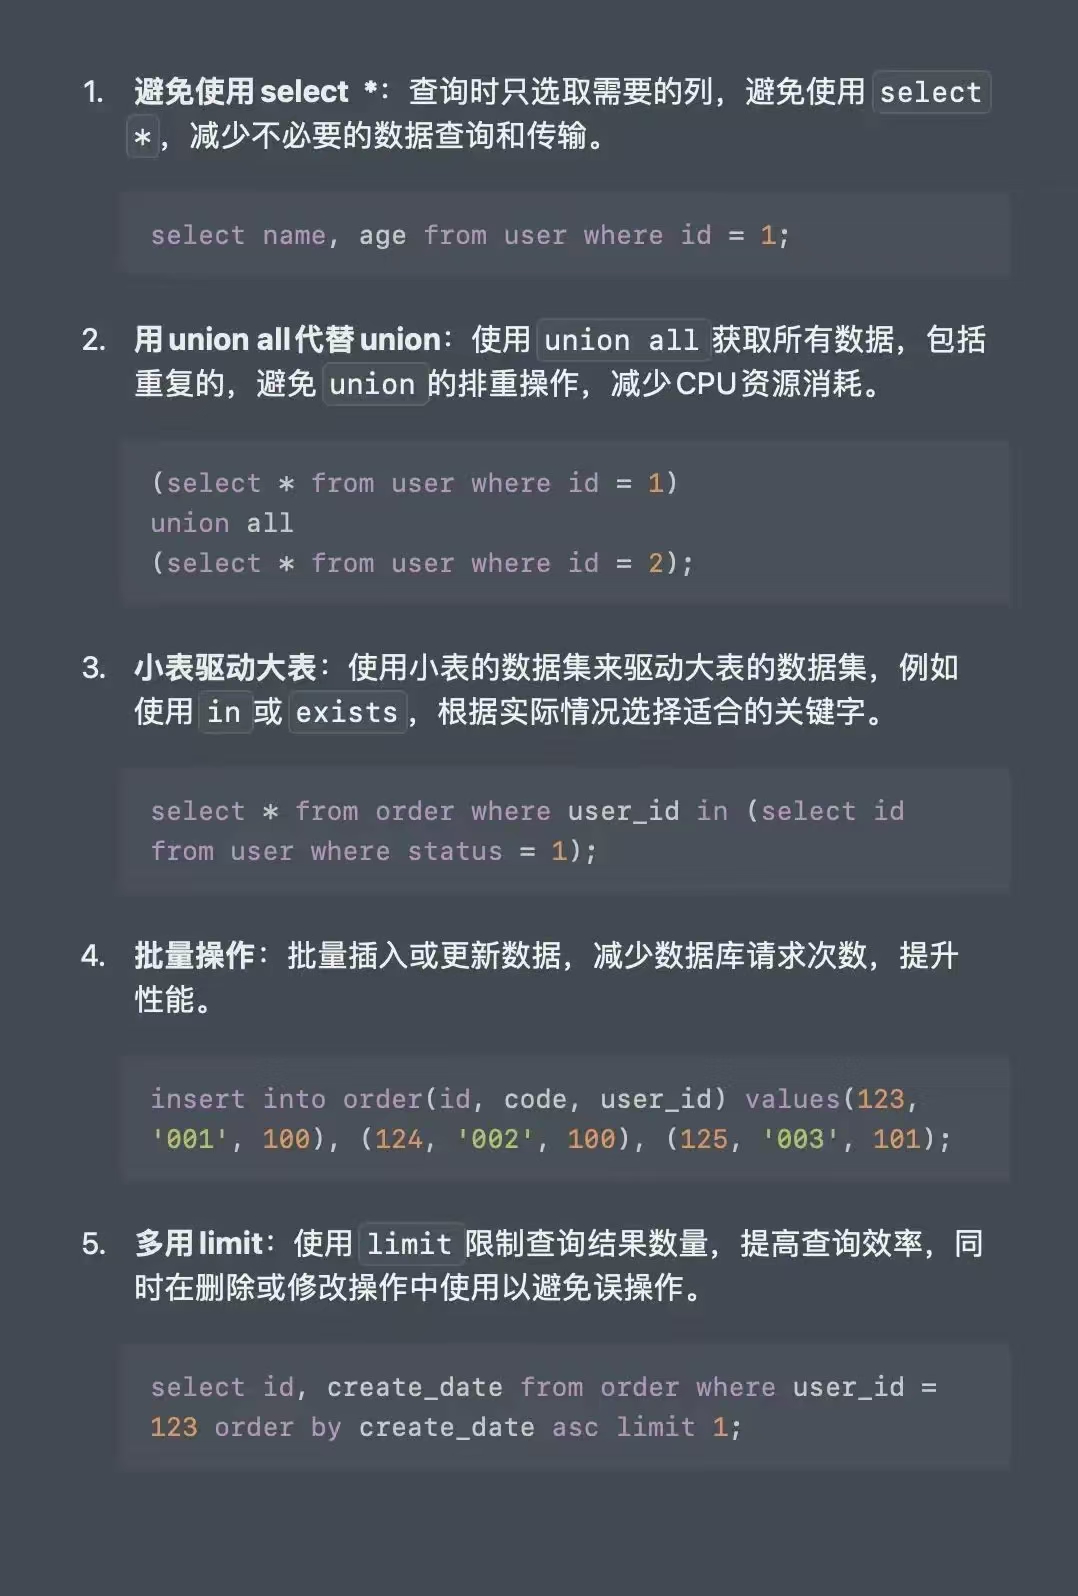 1. 避免使用select *：查询时只选取需要的列，避免使用 select
*，减少不必要的数据查询和传输。
select name, age from user where id = 1;
2. 用union all代替union：使用 union all 获取所有数据，包括
重复的，避免 union 的排重操作，减少CPU资源消耗。
(select * from user where id = 1)
union all
(select * from user where id = 2);
3. 小表驱动大表：使用小表的数据集来驱动大表的数据集，例如
使用 in 或 exists，根据实际情况选择适合的关键字。
select * from order where user_id in (select id
from user where status = 1);
4. 批量操作：批量插入或更新数据，减少数据库请求次数，提升
性能。
insert into order(id, code, user_id) values(123,
'001', 100), (124, '002', 100), (125, '003', 101);
5. 多用limit：使用 limit 限制查询结果数量，提高查询效率，同
时在删除或修改操作中使用以避免误操作。
select id, create_date from order where user_id =
123 order by create_date asc limit 1;